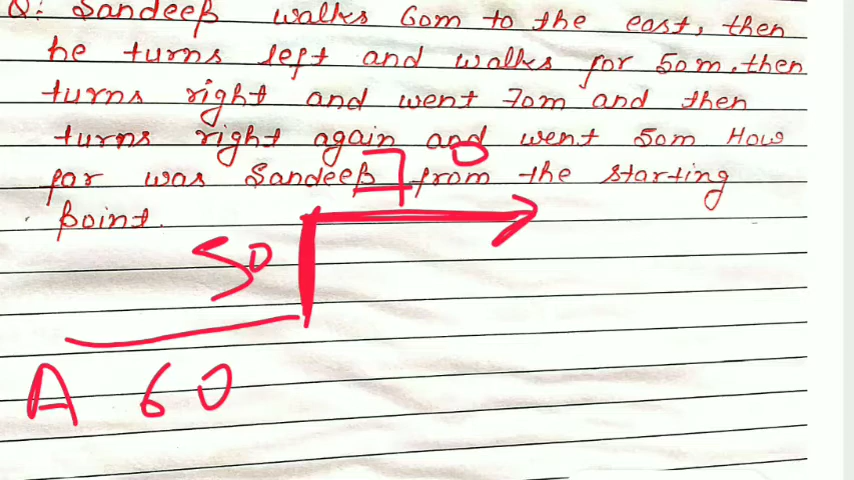 Q: Sandeep walks 60m to the east, then
he turns left and walks for 50m. then
turns right and went 70m and then
turns right again and went 50m How
far was Sandeep from the starting
point.
70
50
A 60